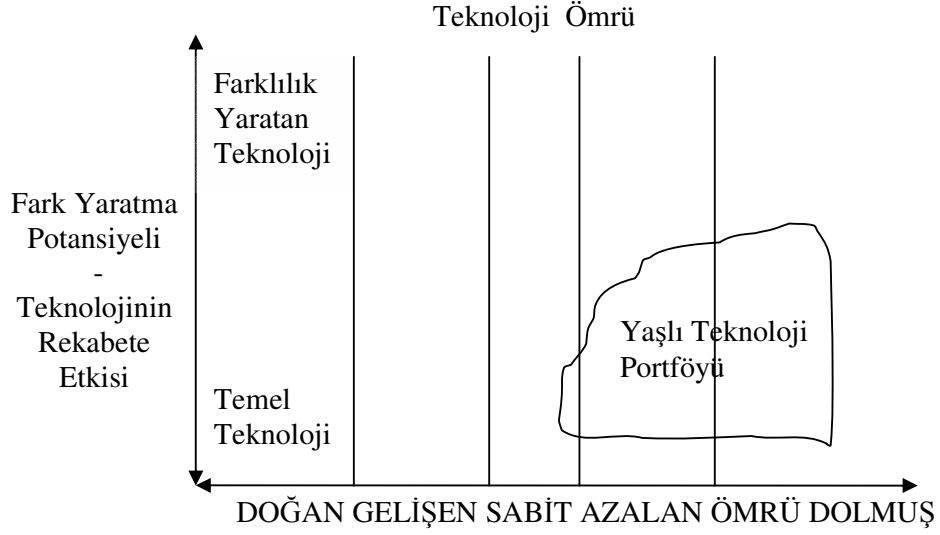 Teknoloji Ömrü
Farklılık
Yaratan
Teknoloji
Fark Yaratma
Potansiyeli
-
Teknolojinin
Rekabete
Etkisi
Yaşlı Teknoloji
Portföyü
Temel
Teknoloji
DOĞAN GELİŞEN SABİT AZALAN ÖMRÜ DOLMUŞ